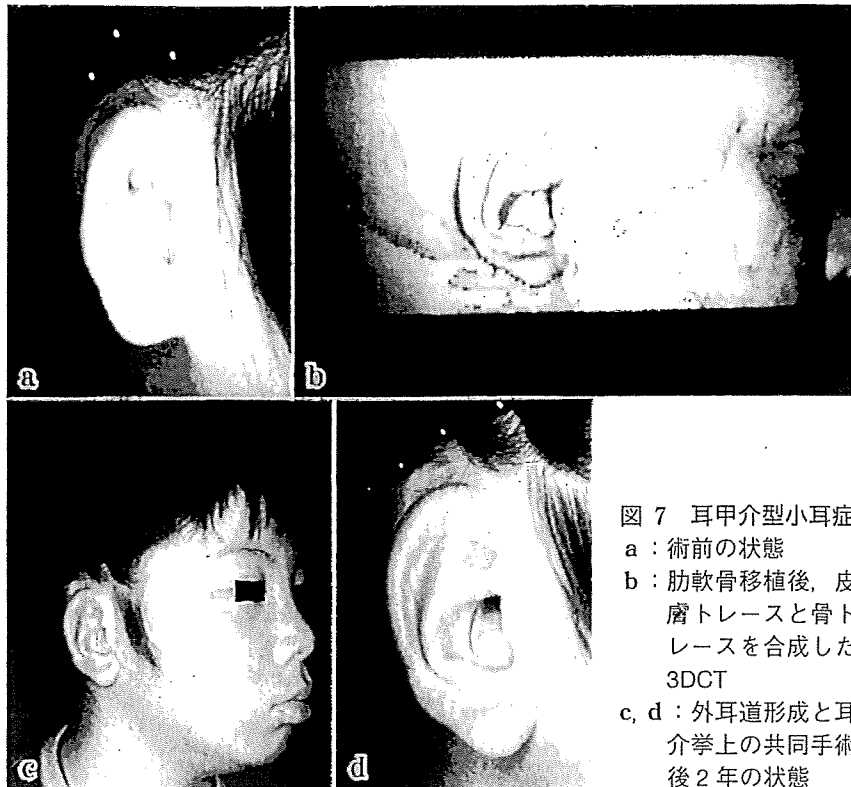 a
b
c
d
図 7 耳甲介型小耳症
a：術前の状態
b：肋軟骨移植後，皮
膚トレースと骨ト
レースを合成した
3DCT
c, d：外耳道形成と耳
介挙上の共同手術
後2年の状態